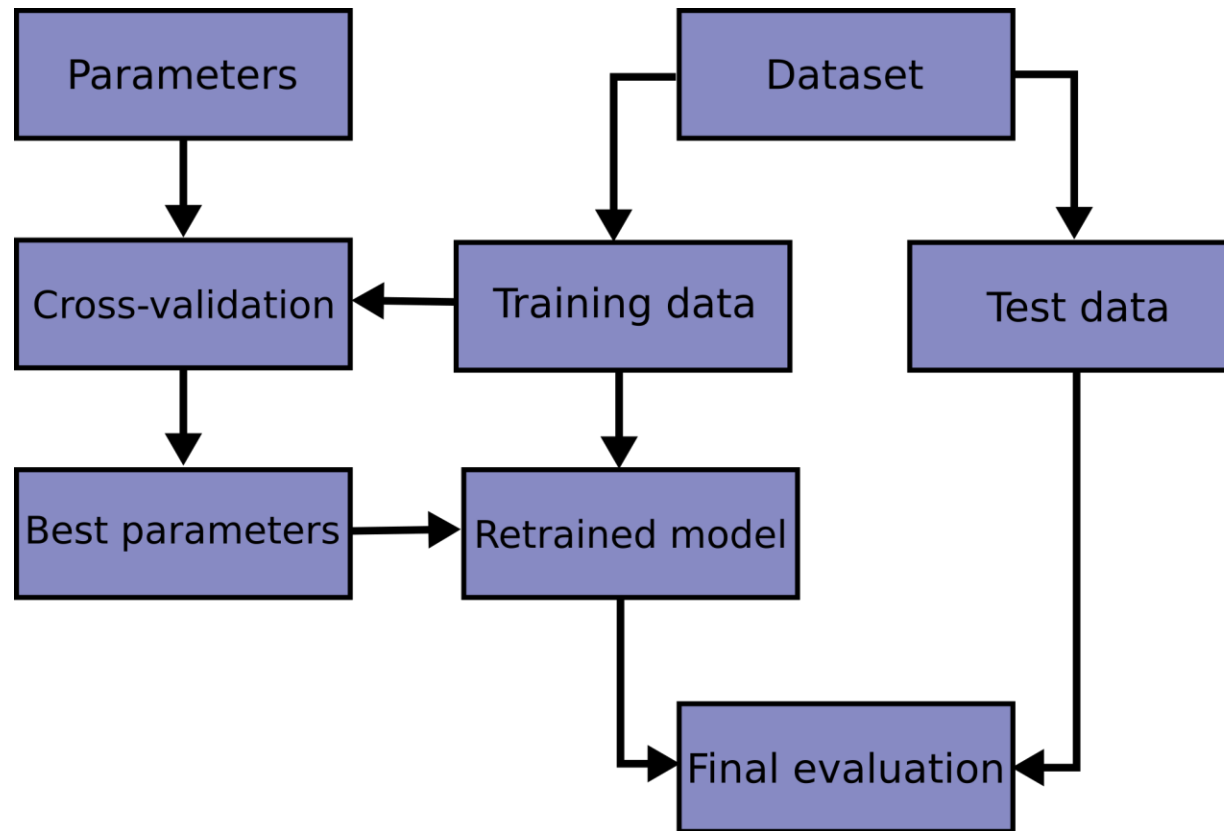 Parameters
Dataset
Cross-validation
Training data
Test data
Best parameters
Retrained model
Final evaluation